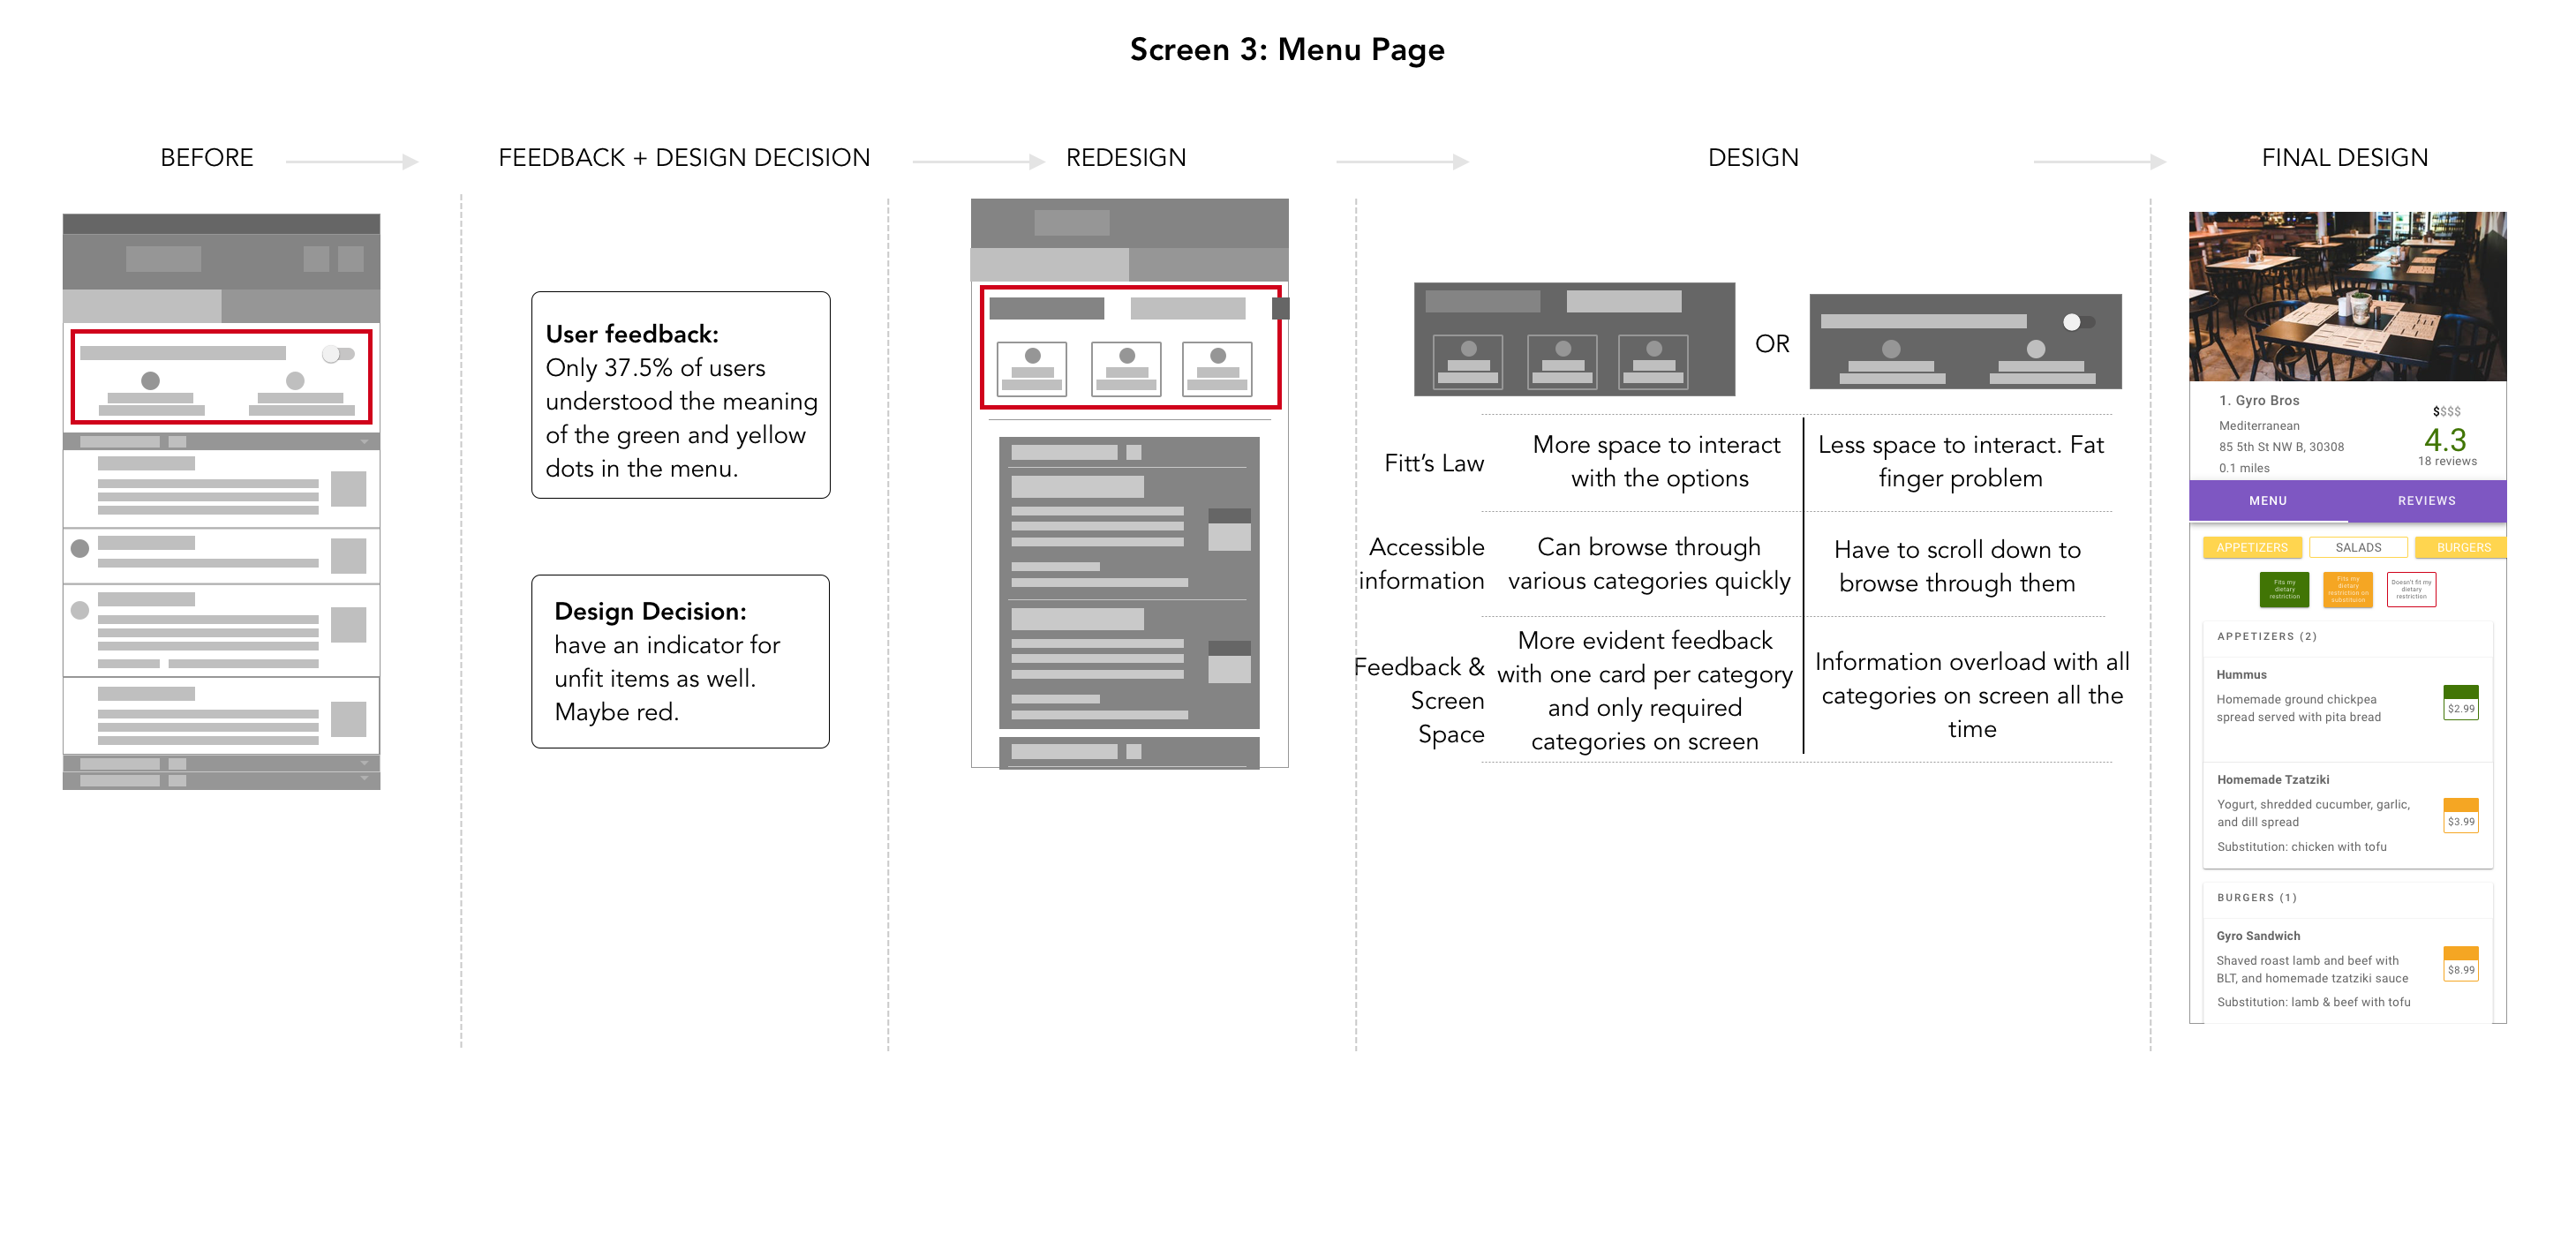 Screen 3: Menu Page
BEFORE
FEEDBACK + DESIGN DECISION
REDESIGN
DESIGN
FINAL DESIGN
User feedback:
Only 37.5% of users
understood the meaning
of the green and yellow
dots in the menu.
Design Decision:
have an indicator for
unfit items as well.
Maybe red.
OR
Fitt’s Law
More space to interact
with the options
Less space to interact. Fat
finger problem
Accessible
information
Can browse through
various categories quickly
Have to scroll down to
browse through them
Feedback &
Screen
Space
More evident feedback
with one card per category
and only required
categories on screen
Information overload with all
categories on screen all the
time
1. Gyro Bros
Mediterranean
85 5th St NW B, 30308
0.1 miles
$$$$
4.3
18 reviews
MENU
REVIEWS
APPETIZERS
SALADS
BURGERS
Fits my
dietary
restriction
Fits my
dietary
restriction on
substituion
Doesn't fit my
dietary
restriction
APPETIZERS (2)
Hummus
Homemade ground chickpea
spread served with pita bread
$2.99
Homemade Tzatziki
Yogurt, shredded cucumber, garlic,
and dill spread
Substitution: chicken with tofu
$3.99
BURGERS (1)
Gyro Sandwich
Shaved roast lamb and beef with
BLT, and homemade tzatziki sauce
Substitution: lamb & beef with tofu
$8.99